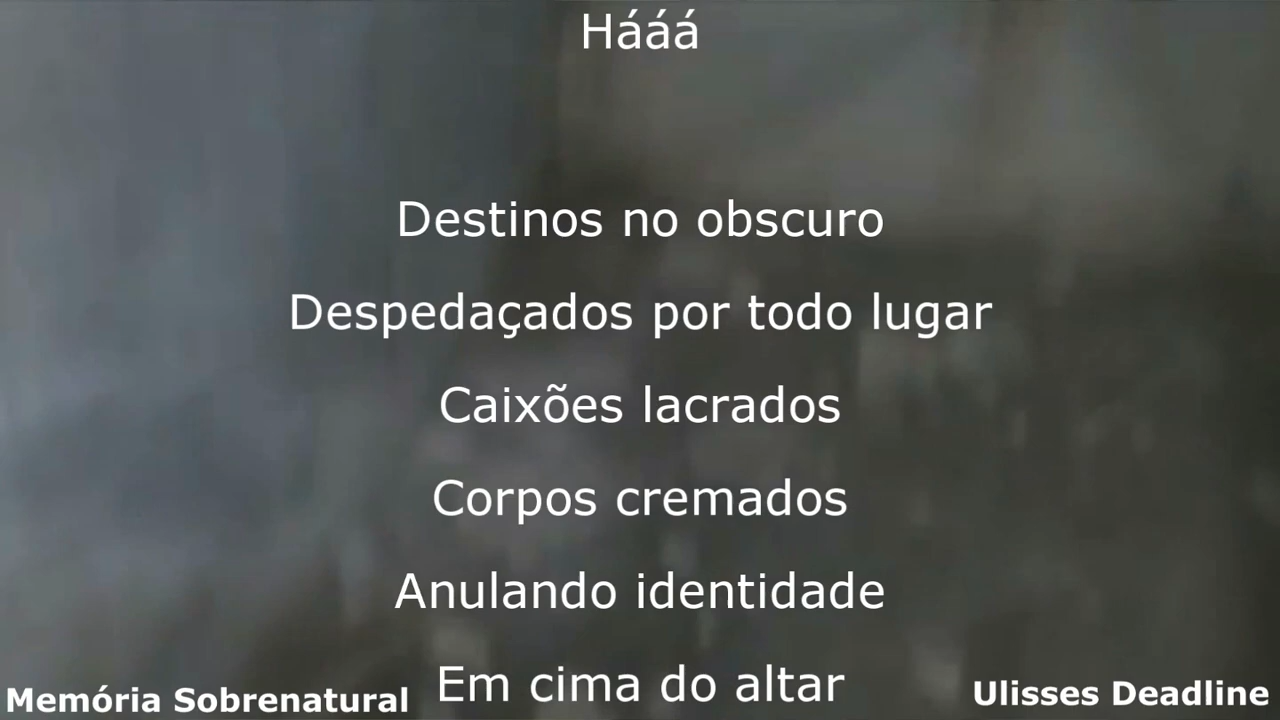 Hááá
Destinos no obscuro
Despedaçados por todo lugar
Caixões lacrados
Corpos cremados
Anulando identidade
Em cima do altar
Memória Sobrenatural
Ulisses Deadline